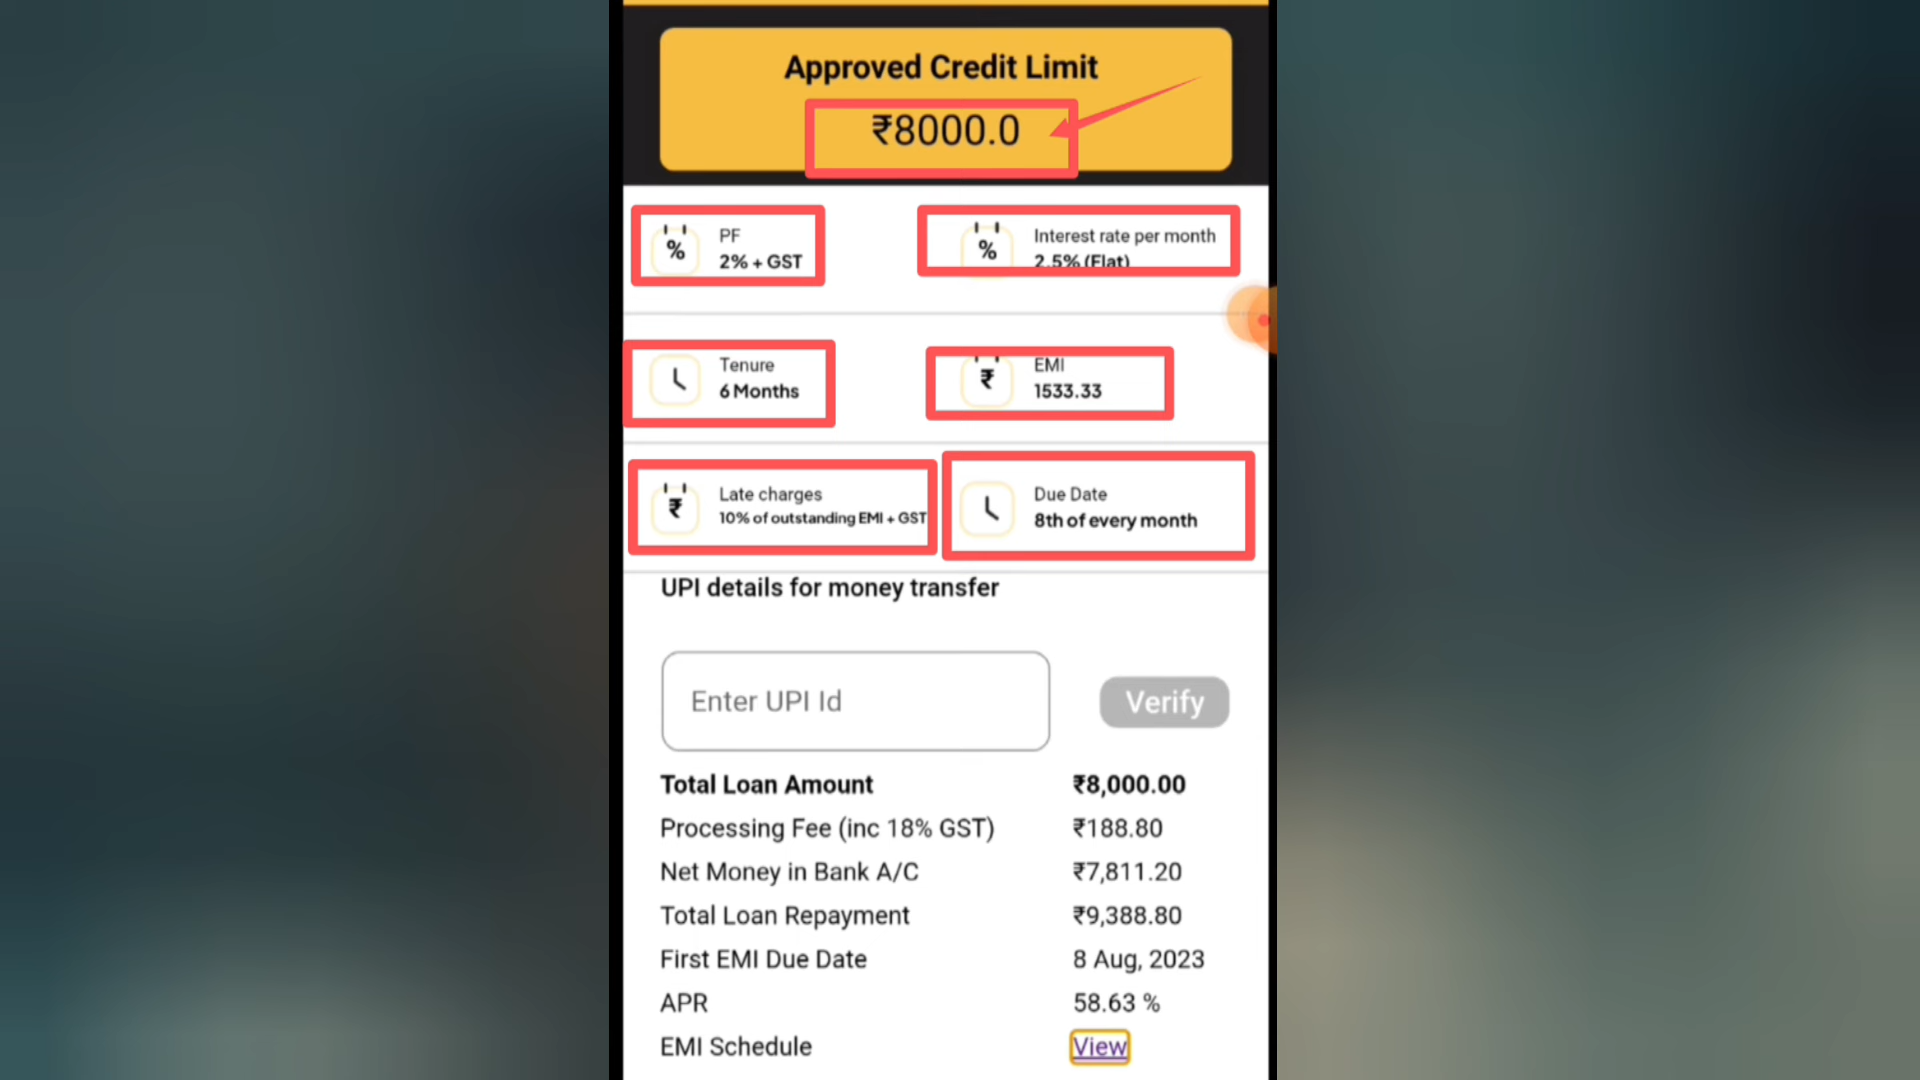 Approved Credit Limit
₹8000.0
% PF
2% + GST
% Interest rate per month
2.5% (Flat)
Tenure
6 Months
₹ EMI
1533.33
₹ Late charges
10% of outstanding EMI + GST
Due Date
8th of every month
UPI details for money transfer
Enter UPI Id
Verify
Total Loan Amount ₹8,000.00
Processing Fee (inc 18% GST) ₹188.80
Net Money in Bank A/C ₹7,811.20
Total Loan Repayment ₹9,388.80
First EMI Due Date 8 Aug, 2023
APR 58.63 %
EMI Schedule View